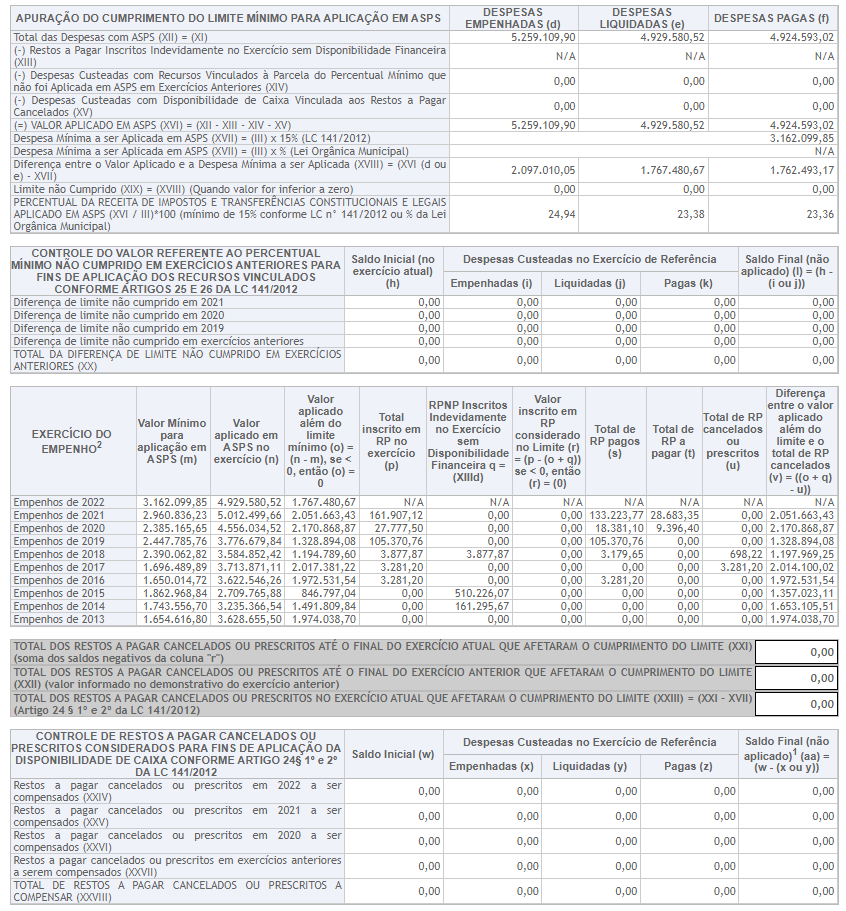 APURAÇÃO DO CUMPRIMENTO DO LIMITE MÍNIMO PARA APLICAÇÃO EM ASPS DESPESAS EMPENHADAS (d) DESPESAS LIQUIDADAS (e) DESPESAS PAGAS (f)
Total das Despesas com ASPS (XII) = (XI) 5.259.109,90 4.929.580,52 4.924.593,02
(-) Restos a Pagar Inscritos Indevidamente no Exercício sem Disponibilidade Financeira (XIII) N/A N/A N/A
(-) Despesas Custeadas com Recursos Vinculados à Parcela do Percentual Mínimo que não foi Aplicada em ASPS em Exercícios Anteriores (XIV) 0,00 0,00 0,00
(-) Despesas Custeadas com Disponibilidade de Caixa Vinculada aos Restos a Pagar Cancelados (XV) 0,00 0,00 0,00
(=) VALOR APLICADO EM ASPS (XVI) = (XII - XIII - XIV - XV) 5.259.109,90 4.929.580,52 4.924.593,02
Despesa Mínima a ser Aplicada em ASPS (XVII) = (III) x 15% (LC 141/2012) 3.162.099,85
Despesa Mínima a ser Aplicada em ASPS (XVII) = (III) x % (Lei Orgânica Municipal) N/A
Diferença entre o Valor Aplicado e a Despesa Mínima a ser Aplicada (XVIII) = (XVI (d ou e) - XVII) 2.097.010,05 1.767.480,67 1.762.493,17
Limite não Cumprido (XIX) = (XVIII) (Quando valor for inferior a zero) 0,00 0,00 0,00
PERCENTUAL DA RECEITA DE IMPOSTOS E TRANSFERÊNCIAS CONSTITUCIONAIS E LEGAIS APLICADO EM ASPS (XVI / III)*100 (mínimo de 15% conforme LC n° 141/2012 ou % da Lei Orgânica Municipal) 24,94 23,38 23,36
CONTROLE DO VALOR REFERENTE AO PERCENTUAL MÍNIMO NÃO CUMPRIDO EM EXERCÍCIOS ANTERIORES PARA FINS DE APLICAÇÃO DOS RECURSOS VINCULADOS CONFORME ARTIGOS 25 E 26 DA LC 141/2012 Saldo Inicial (no exercício atual) (h) Despesas Custeadas no Exercício de Referência Saldo Final (não aplicado) (l) = (h - (i ou j))
Empenhadas (i) Liquidadas (j) Pagas (k)
Diferença de limite não cumprido em 2021 0,00 0,00 0,00 0,00 0,00
Diferença de limite não cumprido em 2020 0,00 0,00 0,00 0,00 0,00
Diferença de limite não cumprido em 2019 0,00 0,00 0,00 0,00 0,00
Diferença de limite não cumprido em exercícios anteriores 0,00 0,00 0,00 0,00 0,00
TOTAL DA DIFERENÇA DE LIMITE NÃO CUMPRIDO EM EXERCÍCIOS ANTERIORES (XX) 0,00 0,00 0,00 0,00 0,00
EXERCÍCIO DO EMPENHO2 Valor Mínimo para aplicação em ASPS (m) Valor aplicado em ASPS no exercício (n) Valor aplicado além do limite mínimo (o) = (n - m), se < 0, então (o) = 0 Total inscrito em RP no exercício (p) RPNP Inscritos Indevidamente no Exercício sem Disponibilidade Financeira q = (XIIId) Valor inscrito em RP considerado no Limite (r) = (p - (o + q)) se < 0, então (r) = (0) Total de RP pagos (s) Total de RP a pagar (t) Total de RP cancelados ou prescritos (u) Diferença entre o valor aplicado além do limite e o total de RP cancelados (v) = ((o + q) - u))
Empenhos de 2022 3.162.099,85 4.929.580,52 1.767.480,67 N/A N/A N/A N/A N/A N/A N/A
Empenhos de 2021 2.960.836,23 5.012.499,66 2.051.663,43 161.907,12 0,00 0,00 133.223,77 28.683,35 0,00 2.051.663,43
Empenhos de 2020 2.385.165,65 4.556.034,52 2.170.868,87 27.777,50 0,00 0,00 18.381,10 9.396,40 0,00 2.170.868,87
Empenhos de 2019 2.447.785,76 3.776.679,84 1.328.894,08 105.370,76 0,00 0,00 105.370,76 0,00 0,00 1.328.894,08
Empenhos de 2018 2.390.062,82 3.584.852,42 1.194.789,60 3.877,87 3.877,87 0,00 3.179,65 0,00 698,22 1.197.969,25
Empenhos de 2017 1.696.489,89 3.713.871,11 2.017.381,22 3.281,20 0,00 0,00 0,00 0,00 3.281,20 2.014.100,02
Empenhos de 2016 1.650.014,72 3.622.546,26 1.972.531,54 3.281,20 0,00 0,00 3.281,20 0,00 0,00 1.972.531,54
Empenhos de 2015 1.862.968,84 2.709.765,88 846.797,04 0,00 510.226,07 0,00 0,00 0,00 0,00 1.357.023,11
Empenhos de 2014 1.743.556,70 3.235.366,54 1.491.809,84 0,00 161.295,67 0,00 0,00 0,00 0,00 1.653.105,51
Empenhos de 2013 1.654.616,80 3.628.655,50 1.974.038,70 0,00 0,00 0,00 0,00 0,00 0,00 1.974.038,70
TOTAL DOS RESTOS A PAGAR CANCELADOS OU PRESCRITOS ATÉ O FINAL DO EXERCÍCIO ATUAL QUE AFETARAM O CUMPRIMENTO DO LIMITE (XXI) (soma dos saldos negativos da coluna "r") 0,00
TOTAL DOS RESTOS A PAGAR CANCELADOS OU PRESCRITOS ATÉ O FINAL DO EXERCÍCIO ANTERIOR QUE AFETARAM O CUMPRIMENTO DO LIMITE (XXII) (valor informado no demonstrativo do exercício anterior) 0,00
TOTAL DOS RESTOS A PAGAR CANCELADOS OU PRESCRITOS NO EXERCÍCIO ATUAL QUE AFETARAM O CUMPRIMENTO DO LIMITE (XXIII) = (XXI - XVII) (Artigo 24 § 1º e 2º da LC 141/2012) 0,00
CONTROLE DE RESTOS A PAGAR CANCELADOS OU PRESCRITOS CONSIDERADOS PARA FINS DE APLICAÇÃO DA DISPONIBILIDADE DE CAIXA CONFORME ARTIGO 24§ 1º e 2º DA LC 141/2012 Saldo Inicial (w) Despesas Custeadas no Exercício de Referência Saldo Final (não aplicado)1 (aa) = (w - (x ou y))
Empenhadas (x) Liquidadas (y) Pagas (z)
Restos a pagar cancelados ou prescritos em 2022 a ser compensados (XXIV) 0,00 0,00 0,00 0,00 0,00
Restos a pagar cancelados ou prescritos em 2021 a ser compensados (XXV) 0,00 0,00 0,00 0,00 0,00
Restos a pagar cancelados ou prescritos em 2020 a ser compensados (XXVI) 0,00 0,00 0,00 0,00 0,00
Restos a pagar cancelados ou prescritos em exercícios anteriores a serem compensados (XXVII) 0,00 0,00 0,00 0,00 0,00
TOTAL DE RESTOS A PAGAR CANCELADOS OU PRESCRITOS A COMPENSAR (XXVIII) 0,00 0,00 0,00 0,00 0,00